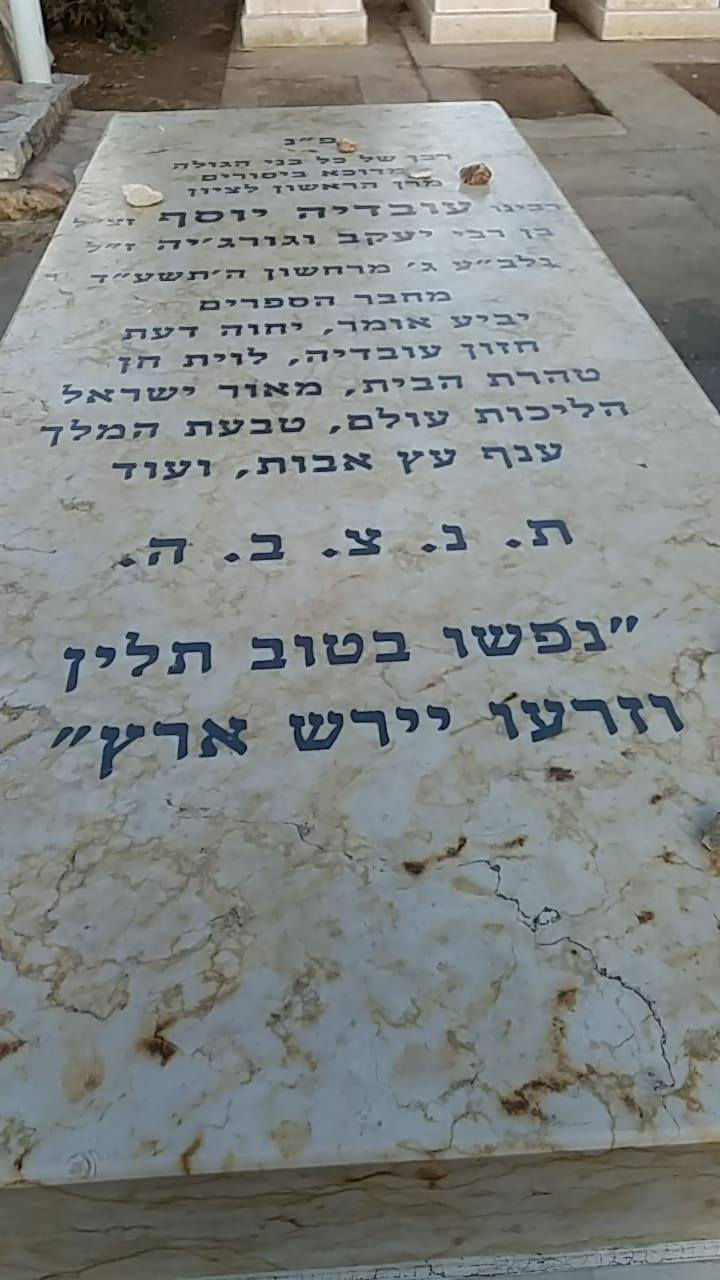 פ״נ
רבן של כל בני הגולה
מדוכא ביסורים
מרן הראשון לציון
רבינו עובדיה יוסף זצ״ל
בן רבי יעקב וגורג׳יה ז״ל
נלב״ע ג׳ מרחשון ה׳תשע״ד
מחבר הספרים
יביע אומר, יחוה דעת
חזון עובדיה, לוית חן
טהרת הבית, מאור ישראל
הליכות עולם, טבעת המלך
ענף עץ אבות, ועוד
ת. נ. צ. ב. ה.
״נפשו בטוב תלין
וזרעו יירש ארץ״